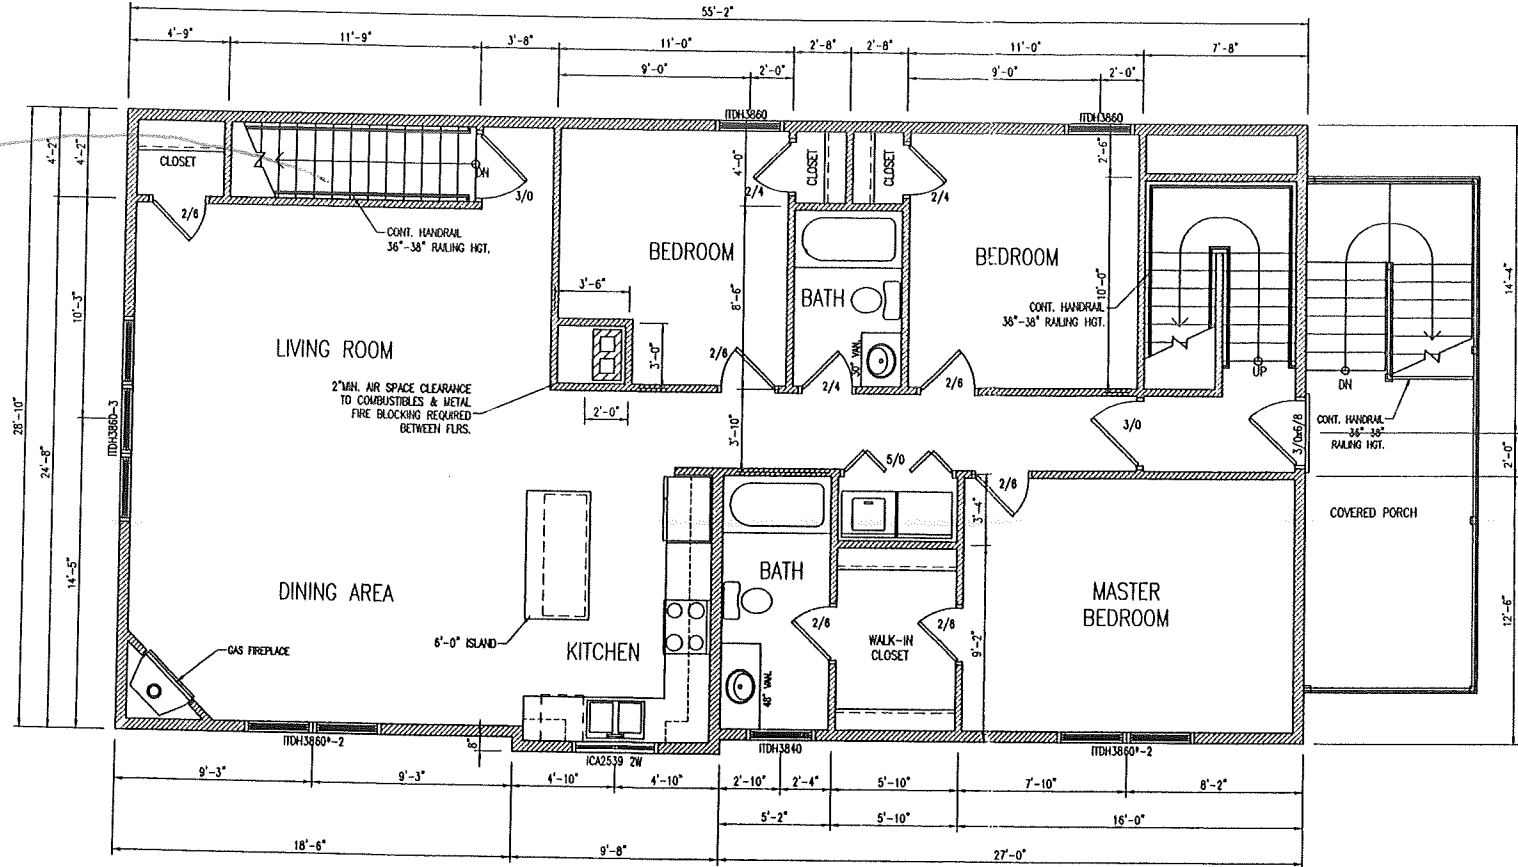 55'-2"
4'-9"
11'-9"
3'-8"
11'-0"
2'-8"
2'-8"
11'-0"
7'-8"
9'-0"
2'-0"
9'-0"
2'-0"
ITDH3860
ITDH3860
4'-2"
4'-2"
CLOSET
DN
3/0
2/6
CONT. HANDRAIL
36"-38" RAILING HGT.
4'-0"
2/4
CLOSET
CLOSET
2/4
2'-6"
BEDROOM
BEDROOM
3'-6"
8'-6"
BATH
10'-0"
CONT. HANDRAIL
36"-38" RAILING HGT.
14'-4"
10'-3"
LIVING ROOM
3'-0"
2/6
30" VAN.
2/4
2/6
UP
DN
2" MIN. AIR SPACE CLEARANCE
TO COMBUSTIBLES & METAL
FIRE BLOCKING REQUIRED
BETWEEN FLRS.
2'-0"
3'-10"
3/0
3/0x6/8
CONT. HANDRAIL
36"-38"
RAILING HGT.
28'-10"
24'-8"
ITDH3860-3
5/0
2/6
2'-0"
3'-4"
COVERED PORCH
14'-5"
DINING AREA
BATH
MASTER
BEDROOM
12'-6"
6'-0" ISLAND
KITCHEN
2/6
WALK-IN
CLOSET
2/6
9'-2"
GAS FIREPLACE
48" VAN.
ITDH3860*-2
8"
ICA2539 2W
ITDH3840
ITDH3860*-2
9'-3"
9'-3"
4'-10"
4'-10"
2'-10"
2'-4"
5'-10"
7'-10"
8'-2"
5'-2"
5'-10"
16'-0"
18'-6"
9'-8"
27'-0"